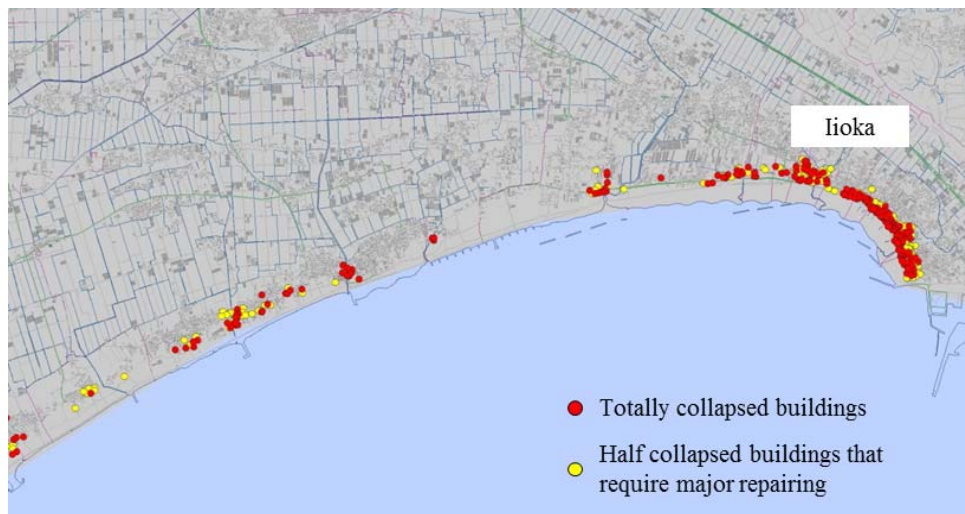 Iioka
Totally collapsed buildings
Half collapsed buildings that
require major repairing